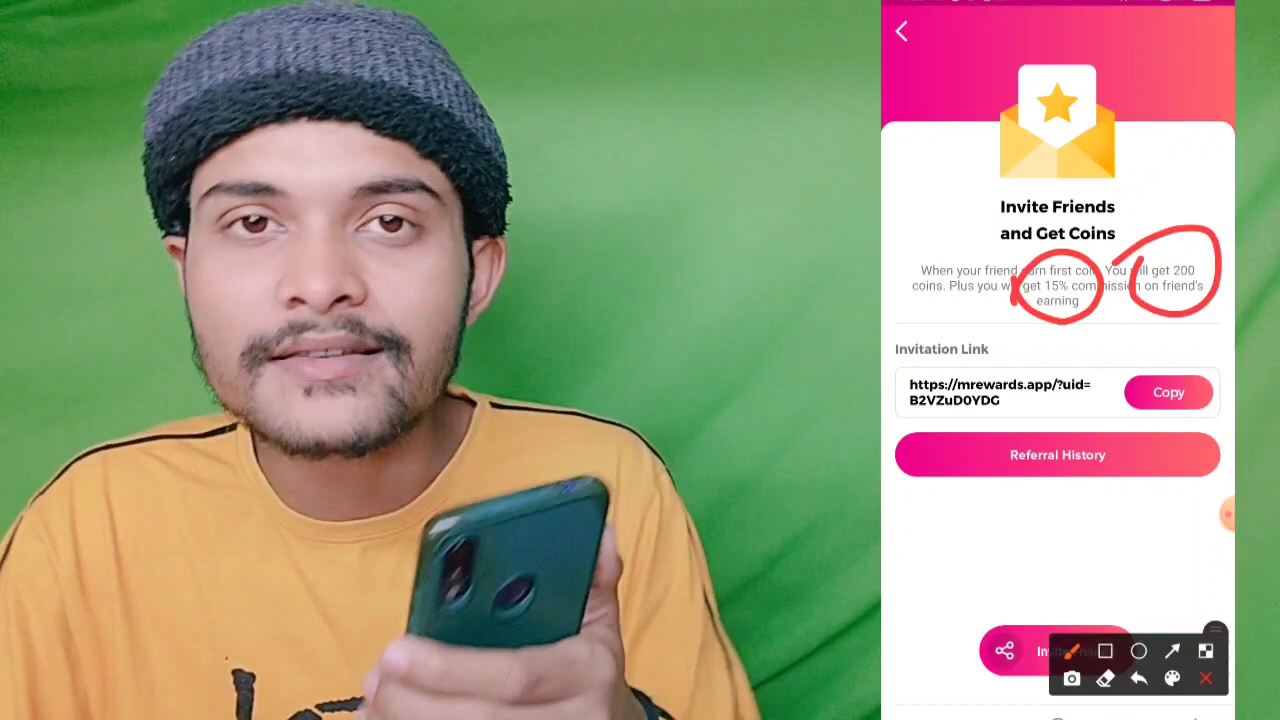 Invite Friends
and Get Coins
When your friend earn first coin. You will get 200
coins. Plus you will get 15% commission on friend's
earning
Invitation Link
https://mrewards.app/?uid=
B2VZuD0YDG
Copy
Referral History